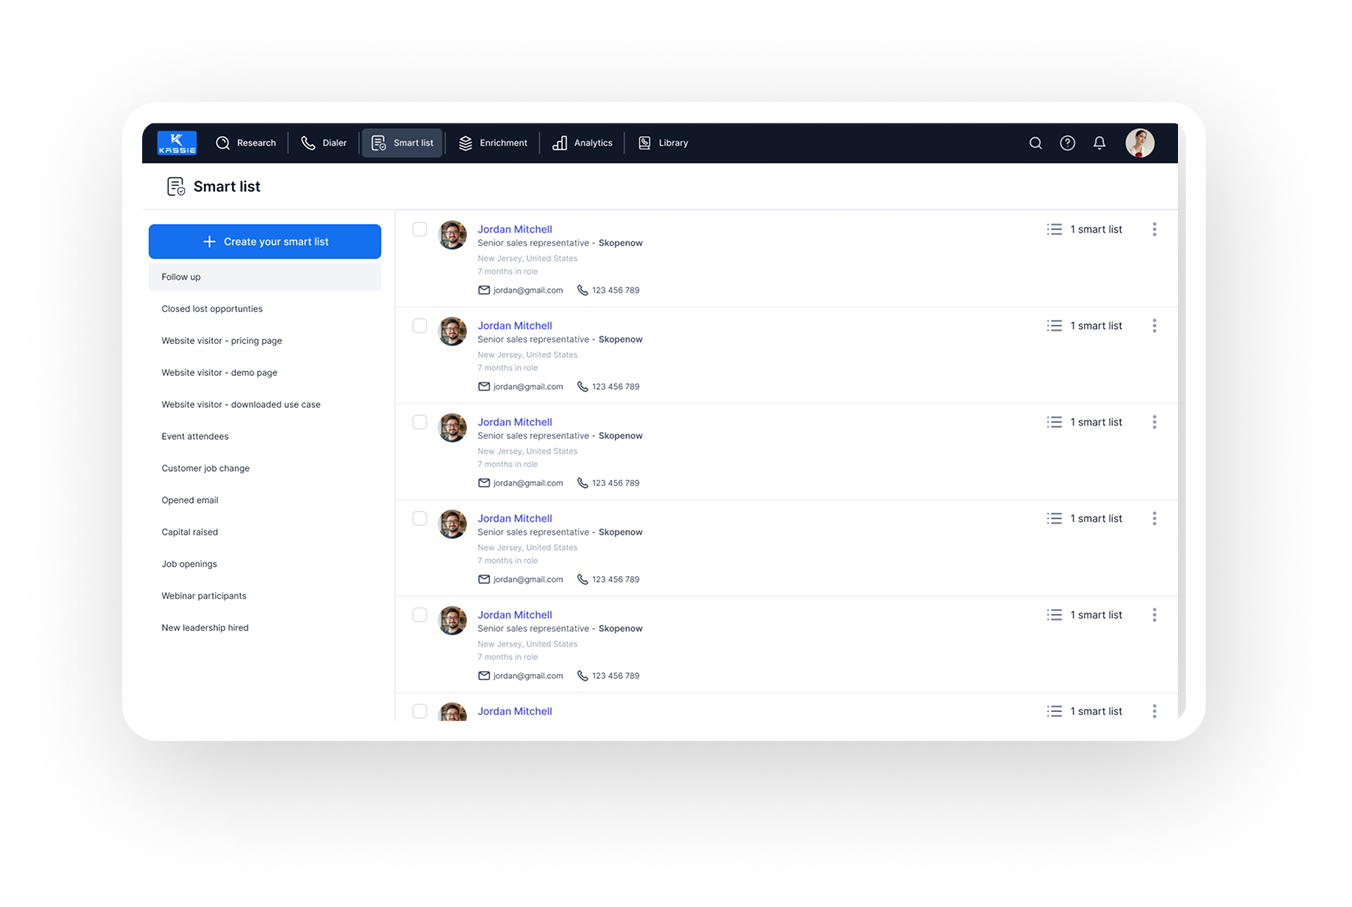 KASSIE Research Dialer Smart list Enrichment Analytics Library
Smart list
Create your smart list
Follow up
Closed lost opportunties
Website visitor - pricing page
Website visitor - demo page
Website visitor - downloaded use case
Event attendees
Customer job change
Opened email
Capital raised
Job openings
Webinar participants
New leadership hired
Jordan Mitchell 1 smart list
Senior sales representative - Skopenow
New Jersey, United States
7 months in role
jordan@gmail.com 123 456 789
Jordan Mitchell 1 smart list
Senior sales representative - Skopenow
New Jersey, United States
7 months in role
jordan@gmail.com 123 456 789
Jordan Mitchell 1 smart list
Senior sales representative - Skopenow
New Jersey, United States
7 months in role
jordan@gmail.com 123 456 789
Jordan Mitchell 1 smart list
Senior sales representative - Skopenow
New Jersey, United States
7 months in role
jordan@gmail.com 123 456 789
Jordan Mitchell 1 smart list
Senior sales representative - Skopenow
New Jersey, United States
7 months in role
jordan@gmail.com 123 456 789
Jordan Mitchell 1 smart list